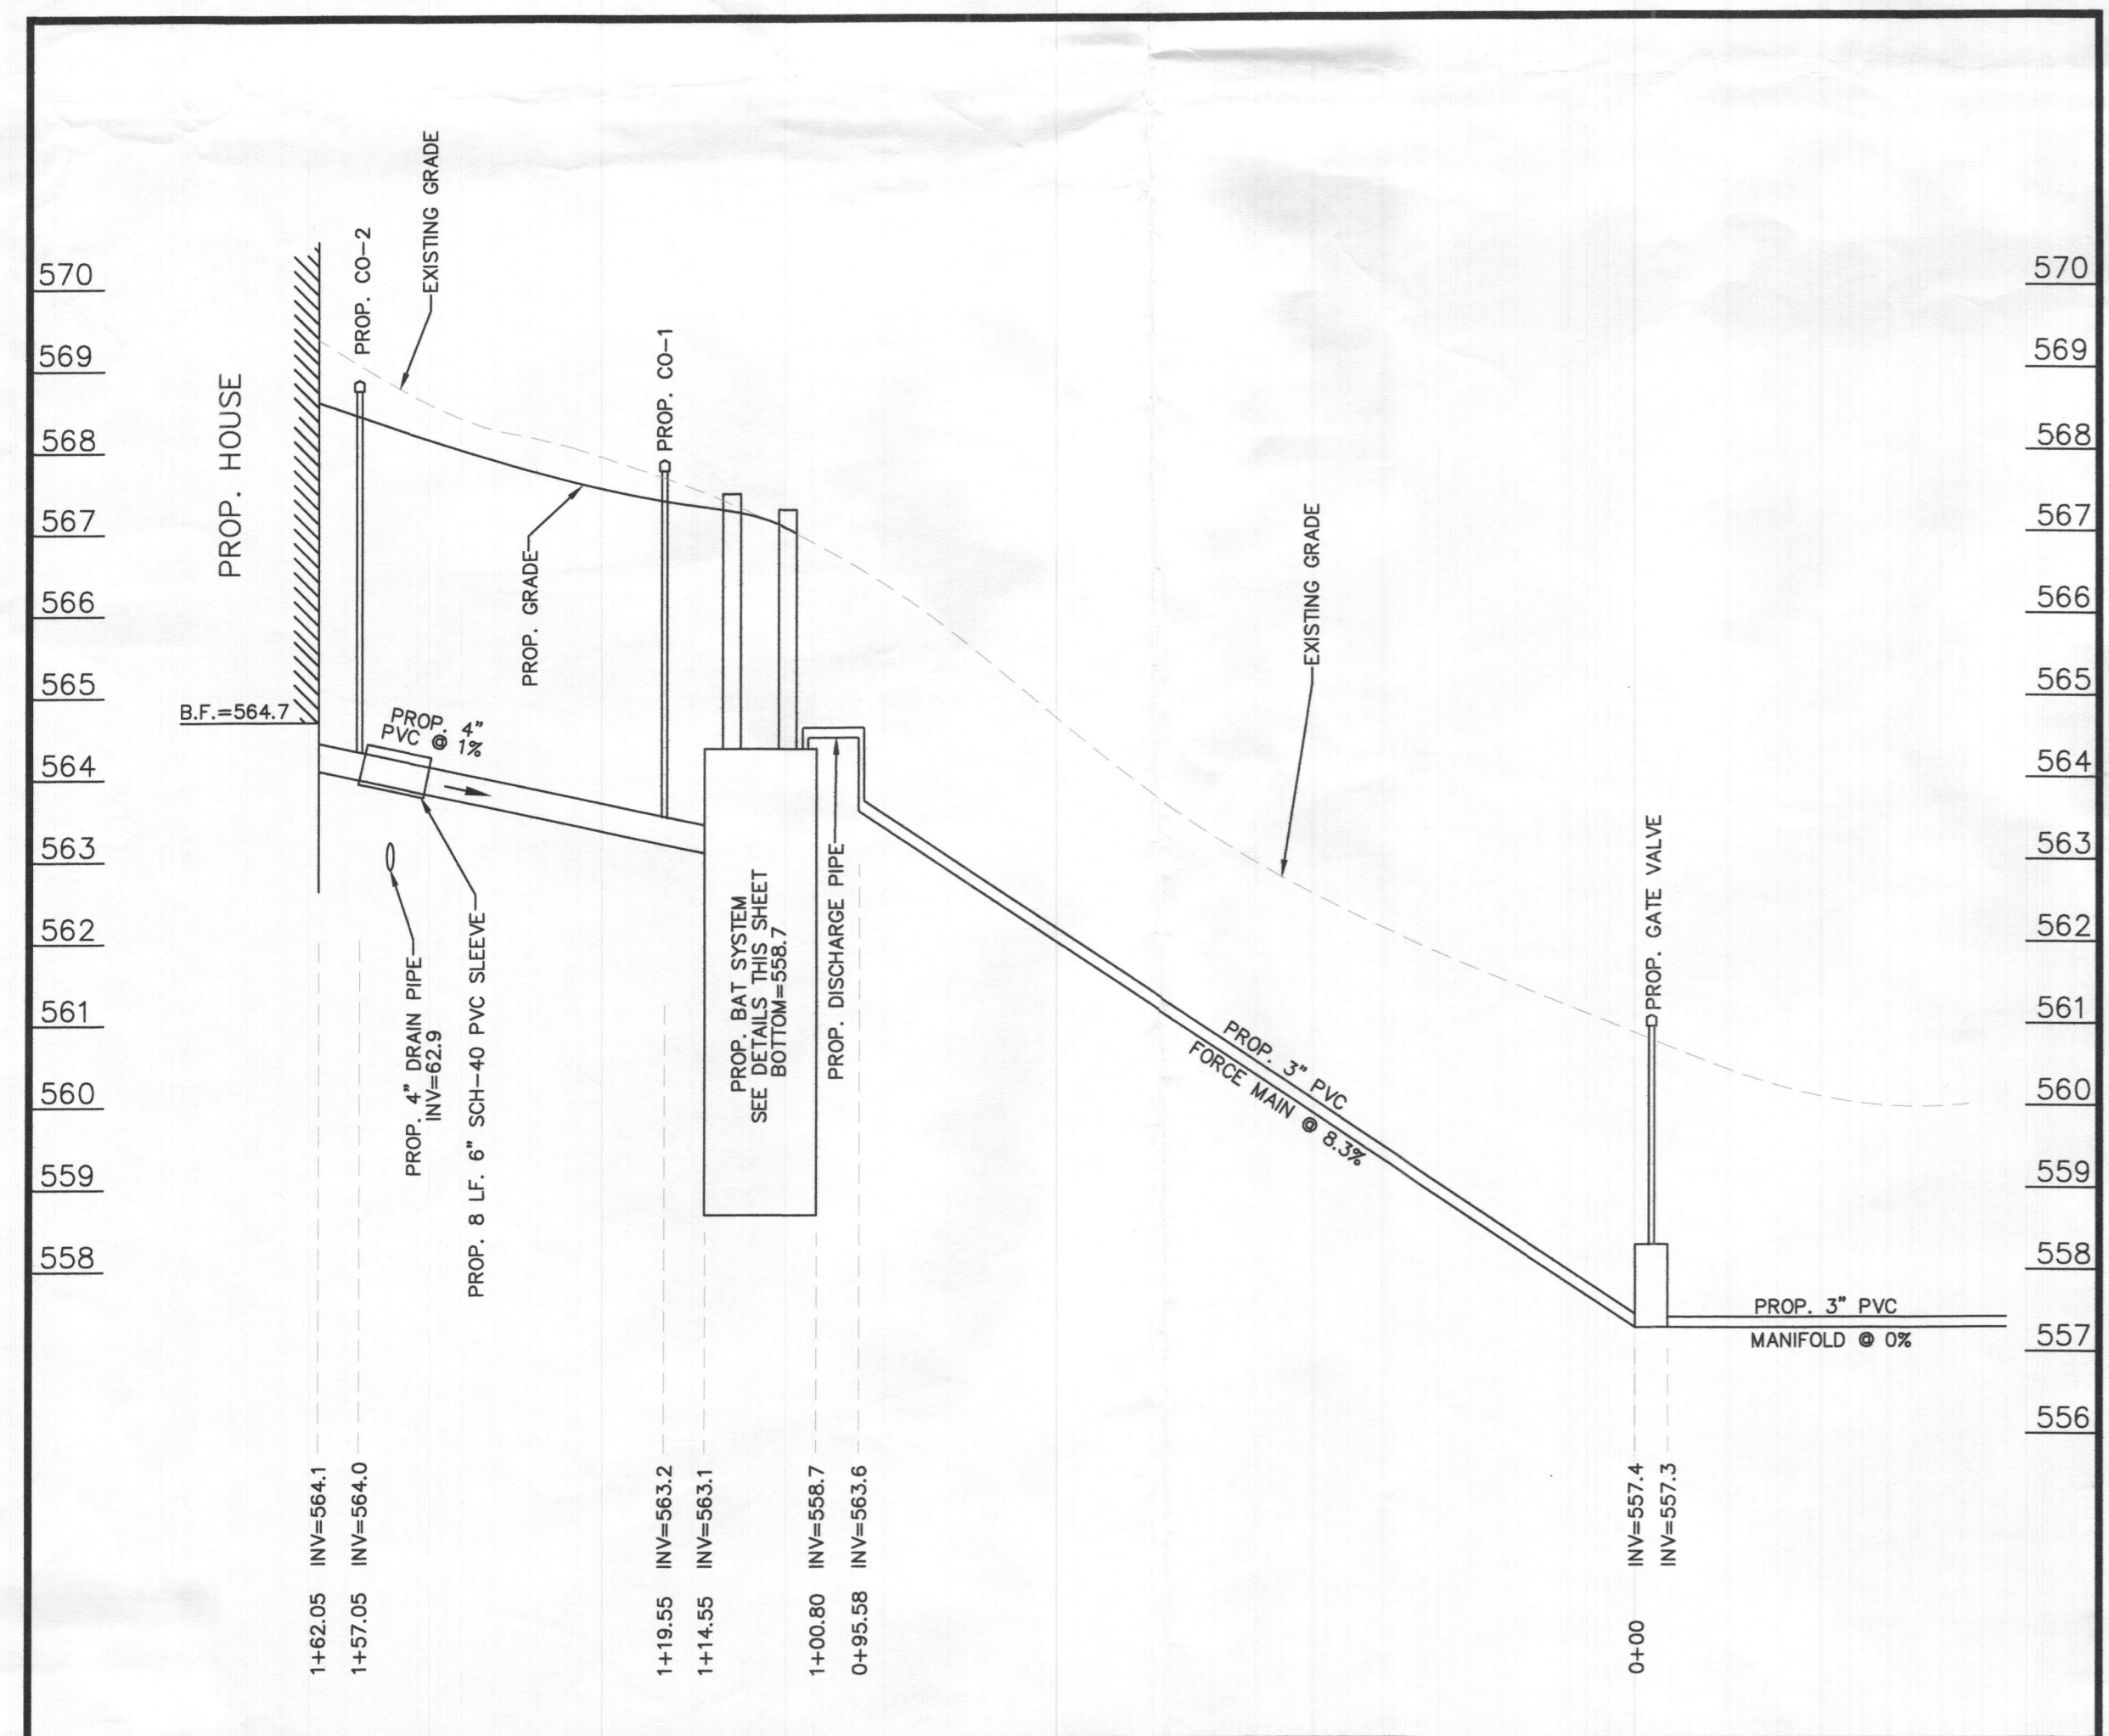 570
569
568
567
566
565
564
563
562
561
560
559
558
PROP. HOUSE
B.F.=564.7
PROP. CO-2
EXISTING GRADE
PROP. GRADE
PROP. CO-1
PROP. 4"
PVC @ 1%
PROP. 4" DRAIN PIPE
INV=62.9
PROP. 8 LF. 6" SCH-40 PVC SLEEVE
PROP. BAT SYSTEM
SEE DETAILS THIS SHEET
BOTTOM=558.7
PROP. DISCHARGE PIPE
EXISTING GRADE
PROP. 3" PVC
FORCE MAIN @ 8.3%
PROP. GATE VALVE
PROP. 3" PVC
MANIFOLD @ 0%
570
569
568
567
566
565
564
563
562
561
560
559
558
557
556
1+62.05 INV=564.1
1+57.05 INV=564.0
1+19.55 INV=563.2
1+14.55 INV=563.1
1+00.80 INV=558.7
0+95.58 INV=563.6
0+00 INV=557.4
INV=557.3